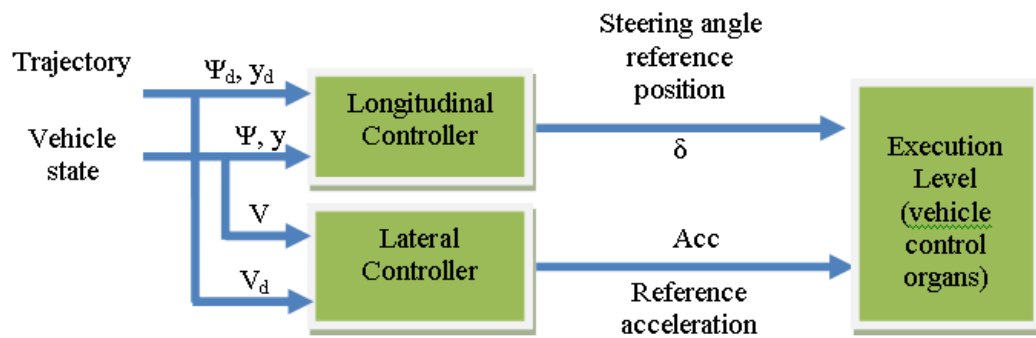 Trajectory
Vehicle
state
Ψd, yd
Ψ, y
V
Vd
Longitudinal
Controller
Lateral
Controller
Steering angle
reference
position
δ
Acc
Reference
acceleration
Execution
Level
(vehicle
control
organs)